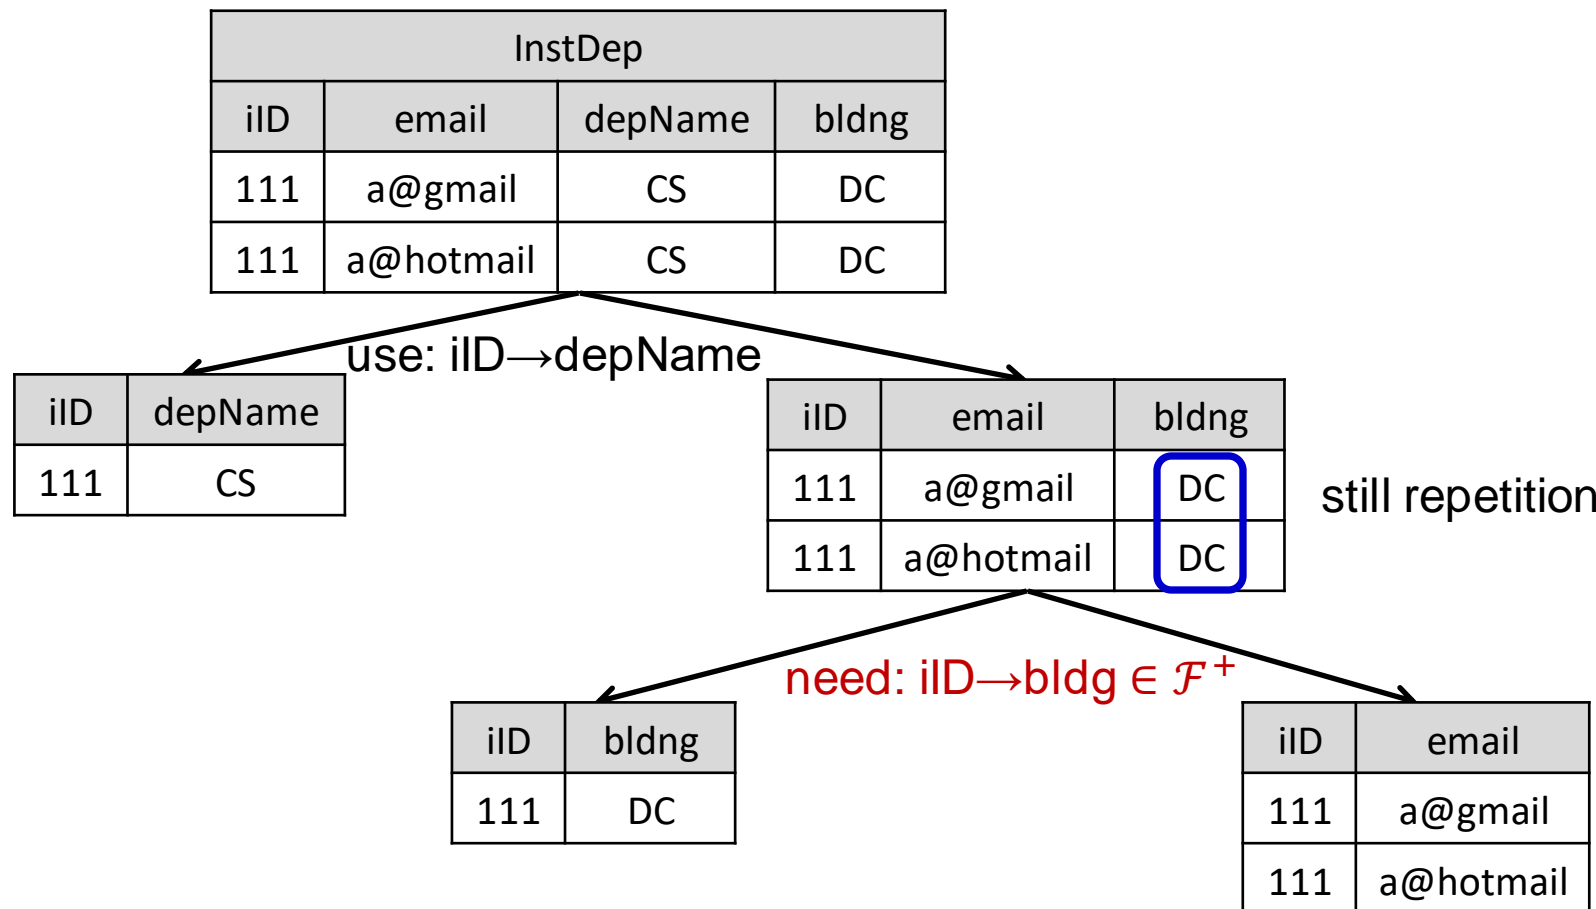 InstDep
iID email depName bldng
111 a@gmail CS DC
111 a@hotmail CS DC
use: iID→depName
iID depName
111 CS
iID email bldng
111 a@gmail DC
111 a@hotmail DC
still repetition
need: iID→bldg ∈ ℱ⁺
iID bldng
111 DC
iID email
111 a@gmail
111 a@hotmail